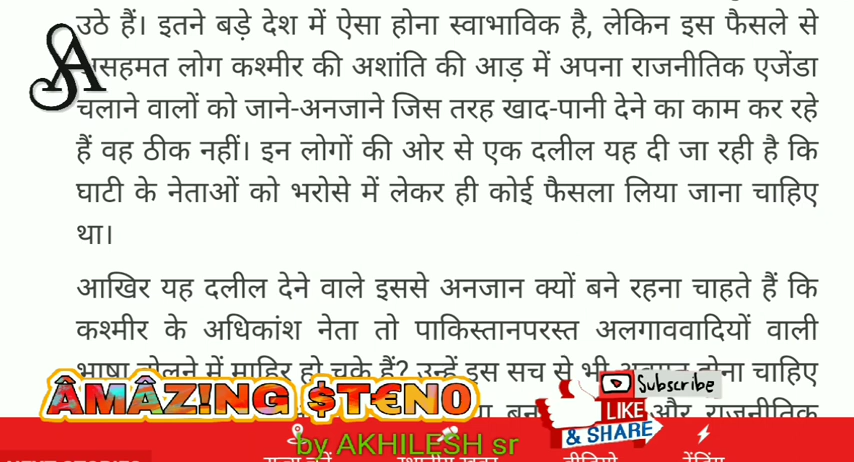 उठे हैं। इतने बड़े देश में ऐसा होना स्वाभाविक है, लेकिन इस फैसले से
असहमत लोग कश्मीर की अशांति की आड़ में अपना राजनीतिक एजेंडा
चलाने वालों को जाने-अनजाने जिस तरह खाद-पानी देने का काम कर रहे
हैं वह ठीक नहीं। इन लोगों की ओर से एक दलील यह दी जा रही है कि
घाटी के नेताओं को भरोसे में लेकर ही कोई फैसला लिया जाना चाहिए
था।
आखिर यह दलील देने वाले इससे अनजान क्यों बने रहना चाहते हैं कि
कश्मीर के अधिकांश नेता तो पाकिस्तानपरस्त अलगाववादियों वाली
भाषा बोलने में माहिर हो चुके हैं? उन्हें इस सच से भी होना चाहिए
और राजनीतिक
ÂMÂZ!NG $T€NO
Subscribe
LIKE
& SHARE
by AKHILESH sr
वीडियो
ट्रेंडिंग